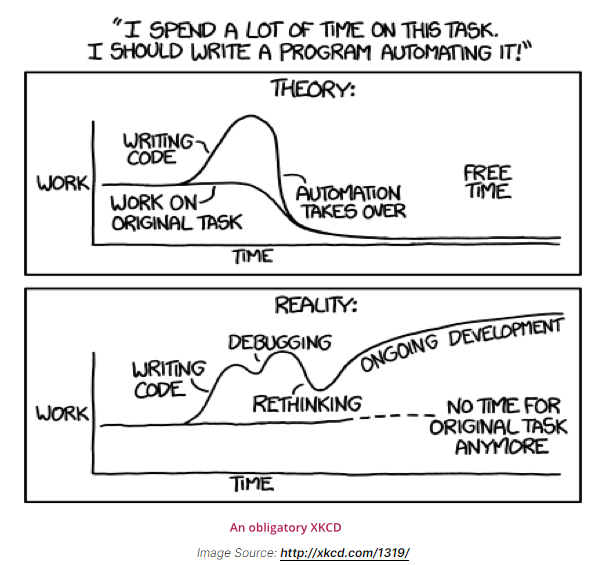 "I SPEND A LOT OF TIME ON THIS TASK.
I SHOULD WRITE A PROGRAM AUTOMATING IT!"
THEORY:
WRITING
CODE
WORK
WORK ON
ORIGINAL TASK
AUTOMATION
TAKES OVER
FREE
TIME
TIME
REALITY:
WRITING
CODE
DEBUGGING
RETHINKING
ONGOING DEVELOPMENT
WORK
NO TIME FOR
ORIGINAL TASK
ANYMORE
TIME
An obligatory XKCD
Image Source: http://xkcd.com/1319/